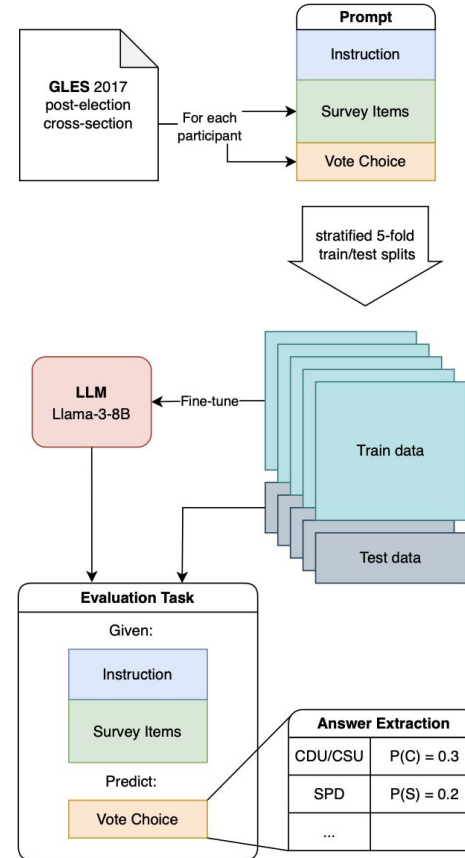 GLES 2017
post-election
cross-section
For each
participant
Prompt
Instruction
Survey Items
Vote Choice
stratified 5-fold
train/test splits
LLM
Llama-3-8B
Fine-tune
Train data
Test data
Evaluation Task
Given:
Instruction
Survey Items
Predict:
Vote Choice
Answer Extraction
CDU/CSU P(C) = 0.3
SPD P(S) = 0.2
...